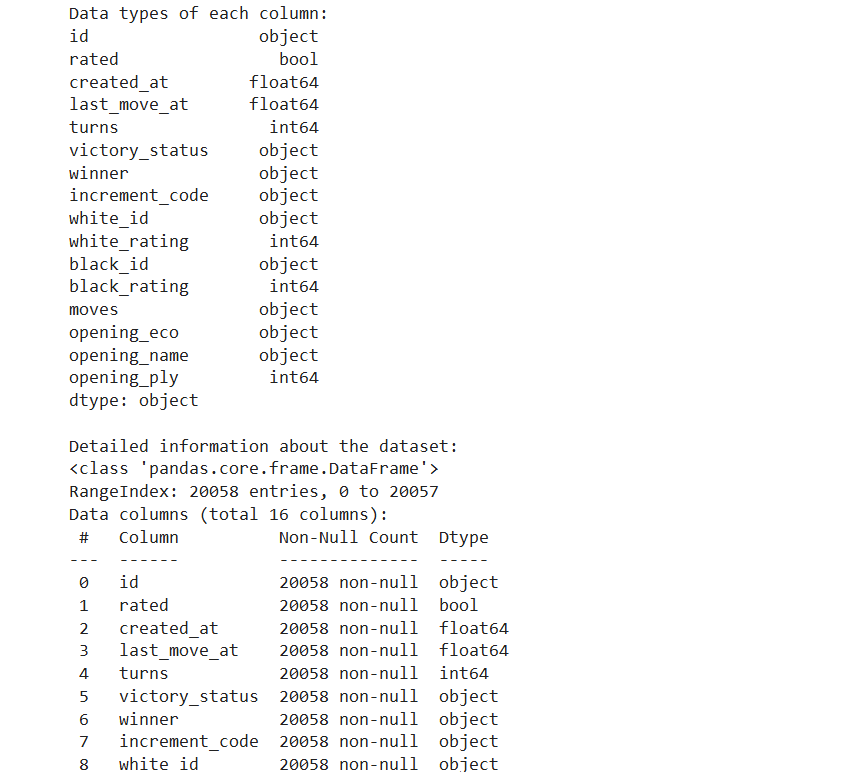 Data types of each column:
id                 object
rated                bool
created_at        float64
last_move_at      float64
turns               int64
victory_status     object
winner             object
increment_code     object
white_id           object
white_rating        int64
black_id           object
black_rating        int64
moves              object
opening_eco        object
opening_name       object
opening_ply         int64
dtype: object

Detailed information about the dataset:
<class 'pandas.core.frame.DataFrame'>
RangeIndex: 20058 entries, 0 to 20057
Data columns (total 16 columns):
 #   Column          Non-Null Count  Dtype
---  ------          --------------  -----
 0   id              20058 non-null  object
 1   rated           20058 non-null  bool
 2   created_at      20058 non-null  float64
 3   last_move_at    20058 non-null  float64
 4   turns           20058 non-null  int64
 5   victory_status  20058 non-null  object
 6   winner          20058 non-null  object
 7   increment_code  20058 non-null  object
 8   white_id        20058 non-null  object